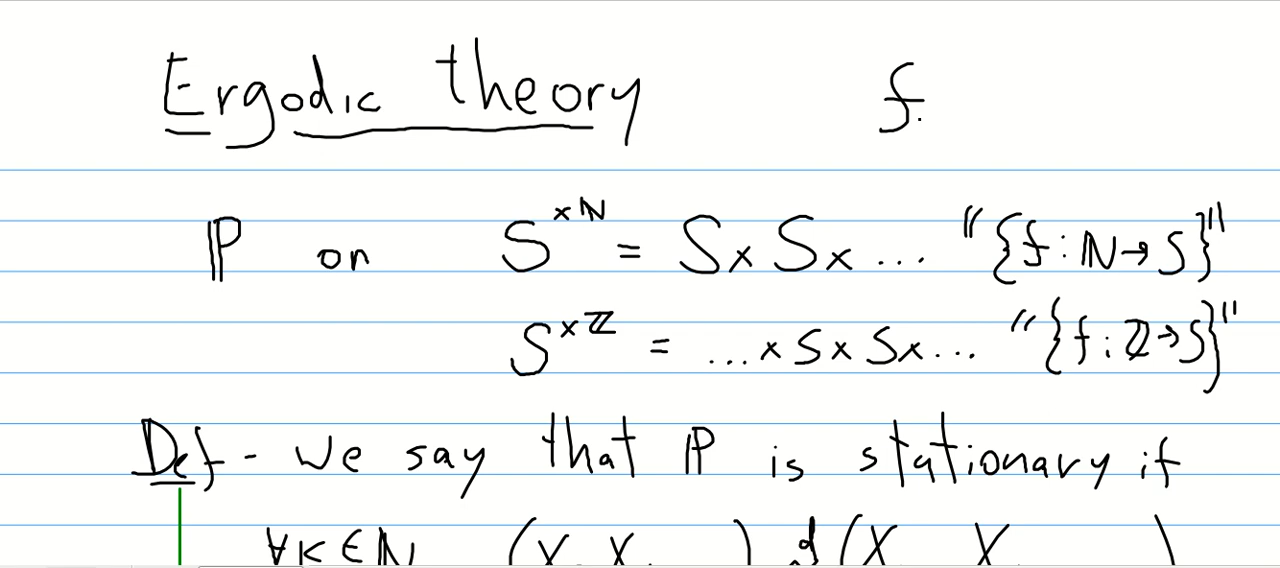 Ergodic theory f.
ℙ on S^{×ℕ} = S×S×... "{f:ℕ→S}"
S^{×ℤ} = ...×S×S×... "{f:ℤ→S}"
Def - we say that ℙ is stationary if
∀k∈ℕ (X, X, ) d (X X )